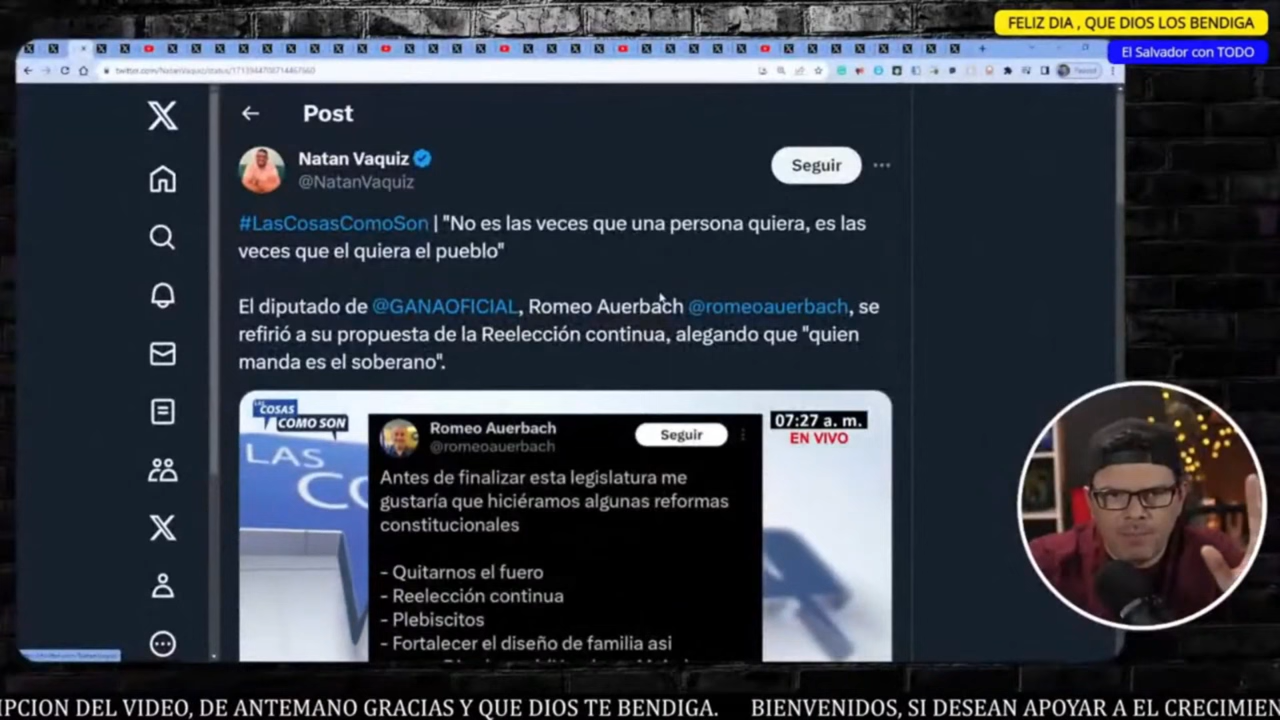 FELIZ DIA , QUE DIOS LOS BENDIGA
El Salvador con TODO
Post
Natan Vaquiz
@NatanVaquiz
Seguir
#LasCosasComoSon | "No es las veces que una persona quiera, es las
veces que el quiera el pueblo"
El diputado de @GANAOFICIAL, Romeo Auerbach @romeoauerbach, se
refirió a su propuesta de la Reelección continua, alegando que "quien
manda es el soberano".
LAS COSAS
COMO SON
LAS
CO
07:27 a. m.
EN VIVO
Romeo Auerbach
@romeoauerbach
Seguir
Antes de finalizar esta legislatura me
gustaría que hiciéramos algunas reformas
constitucionales
- Quitarnos el fuero
- Reelección continua
- Plebiscitos
- Fortalecer el diseño de familia asi
IPCION DEL VIDEO, DE ANTEMANO GRACIAS Y QUE DIOS TE BENDIGA. BIENVENIDOS, SI DESEAN APOYAR A EL CRECIMIEN